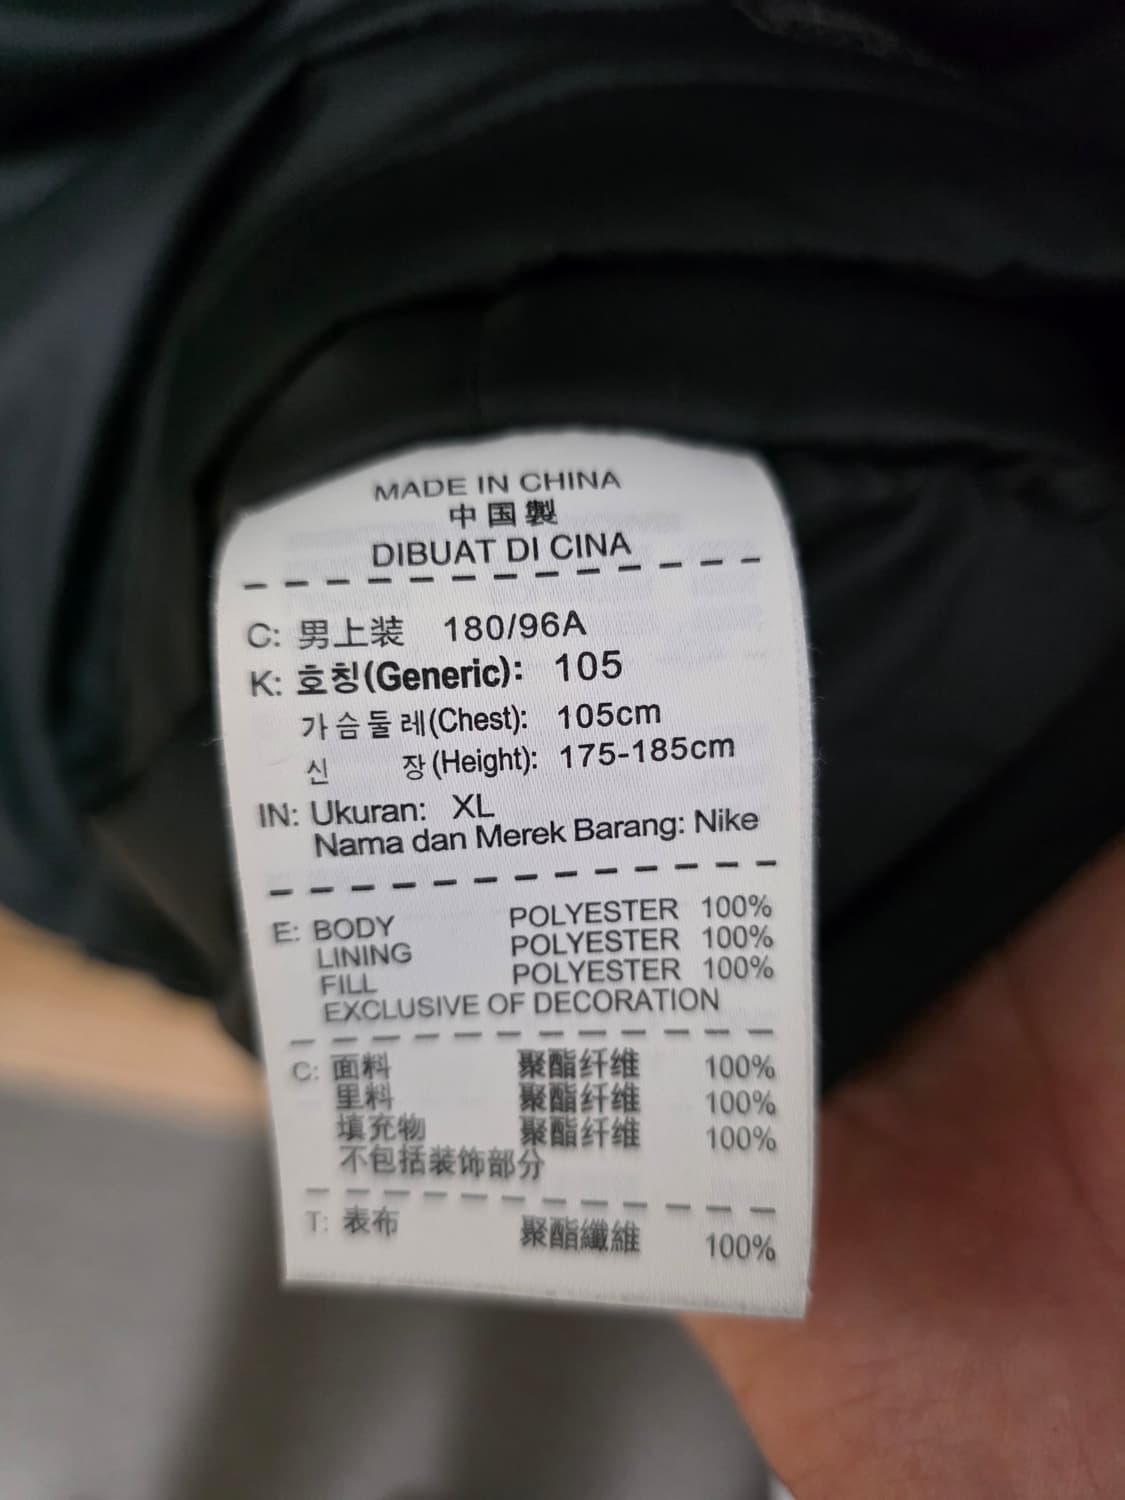 MADE IN CHINA
中国製
DIBUAT DI CINA
C: 男上装 180/96A
K: 호칭(Generic): 105
가슴둘레(Chest): 105cm
신 장(Height): 175-185cm
IN: Ukuran: XL
Nama dan Merek Barang: Nike
E: BODY POLYESTER 100%
LINING POLYESTER 100%
FILL POLYESTER 100%
EXCLUSIVE OF DECORATION
C: 面料 聚酯纤维 100%
里料 聚酯纤维 100%
填充物 聚酯纤维 100%
不包括装饰部分
T: 表布 聚酯纖維 100%